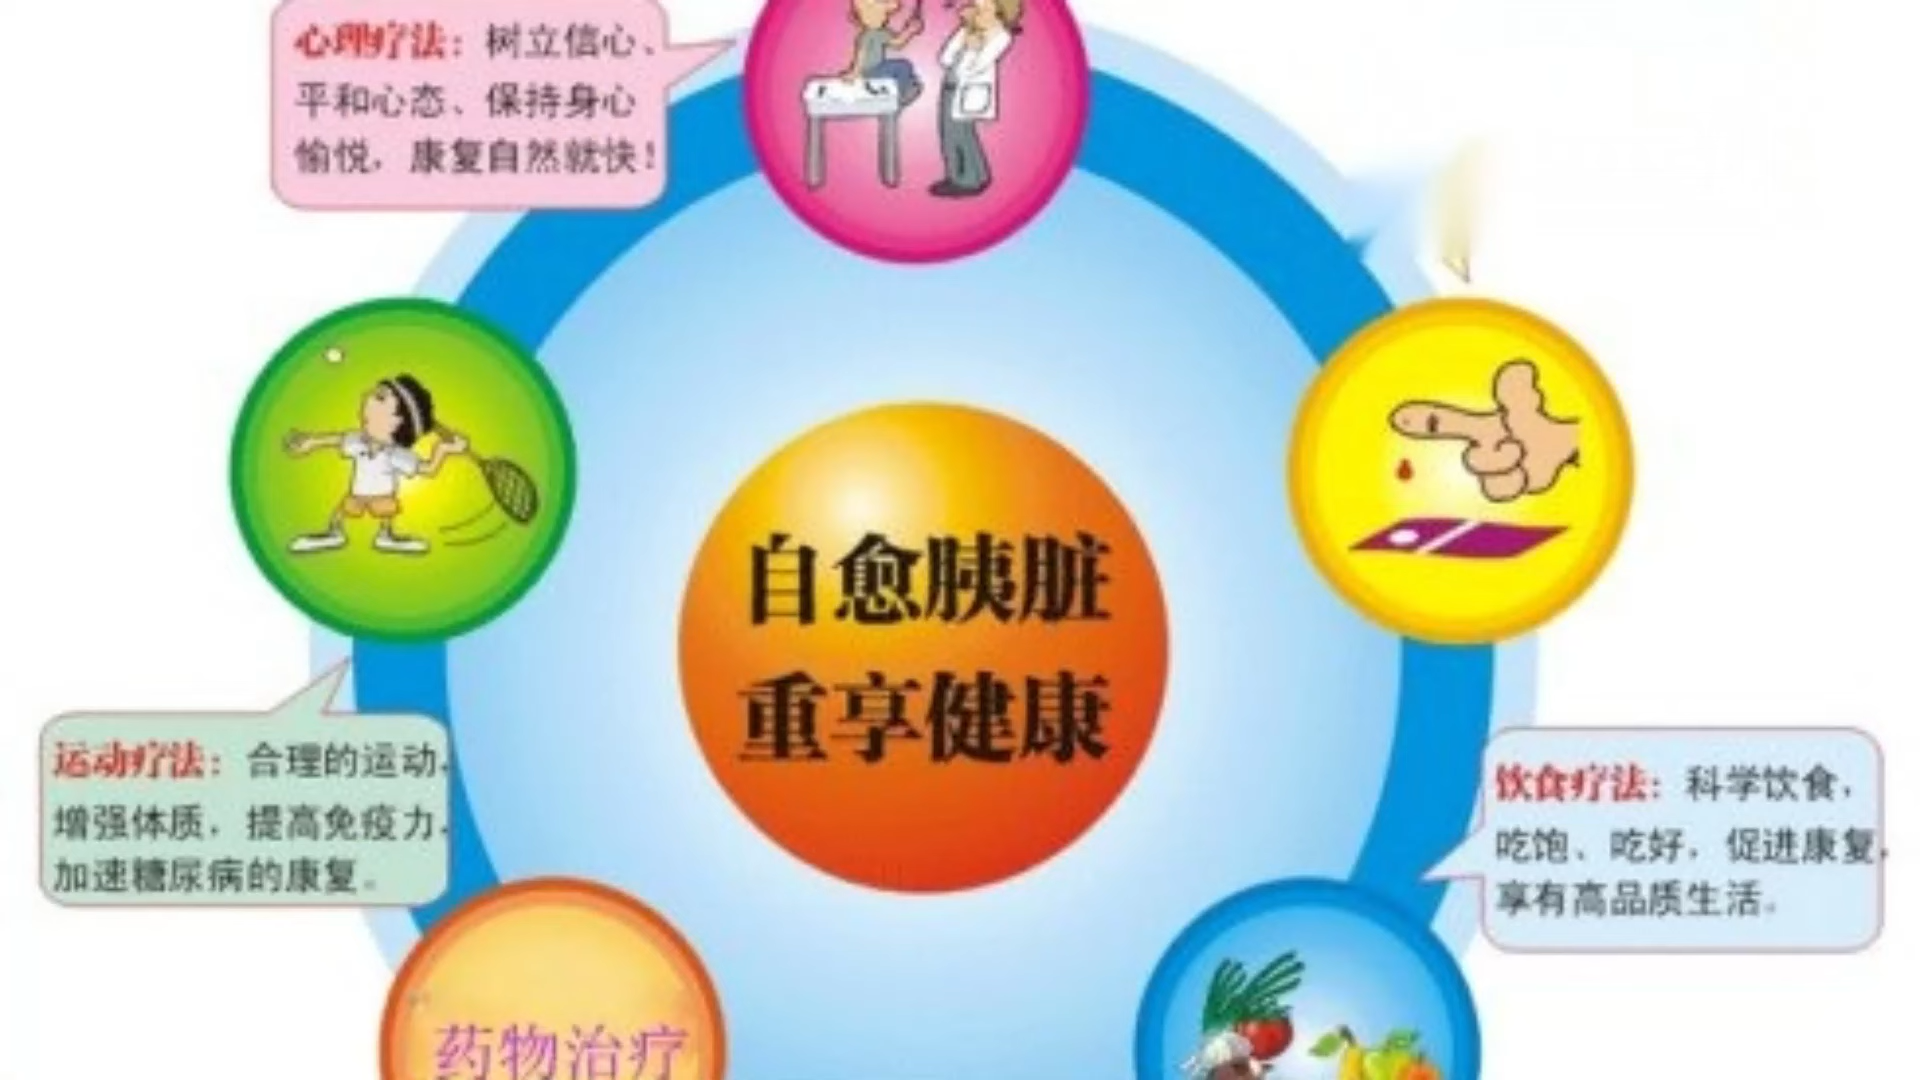 心理疗法：树立信心、
平和心态、保持身心
愉悦，康复自然就快！
自愈胰脏
重享健康
运动疗法：合理的运动，
增强体质，提高免疫力，
加速糖尿病的康复。
饮食疗法：科学饮食，
吃饱、吃好，促进康复，
享有高品质生活。
药物治疗